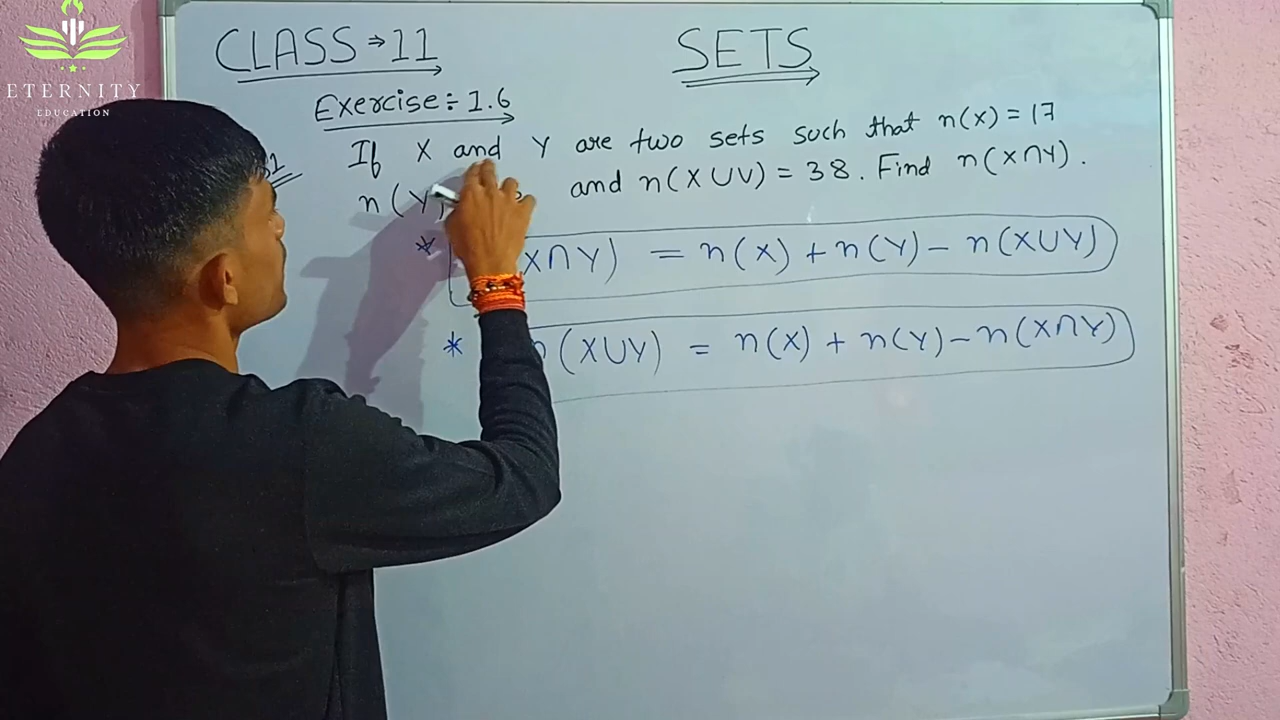 ETERNITY
EDUCATION
CLASS → 11
SETS
Exercise ÷ 1.6
If X and Y are two sets such that n(X) = 17
n(Y) and n(X ∪ V) = 38. Find n(X∩Y).
* X∩Y) = n(X) + n(Y) − n(X∪Y)
* n(X∪Y) = n(X) + n(Y) − n(X∩Y)